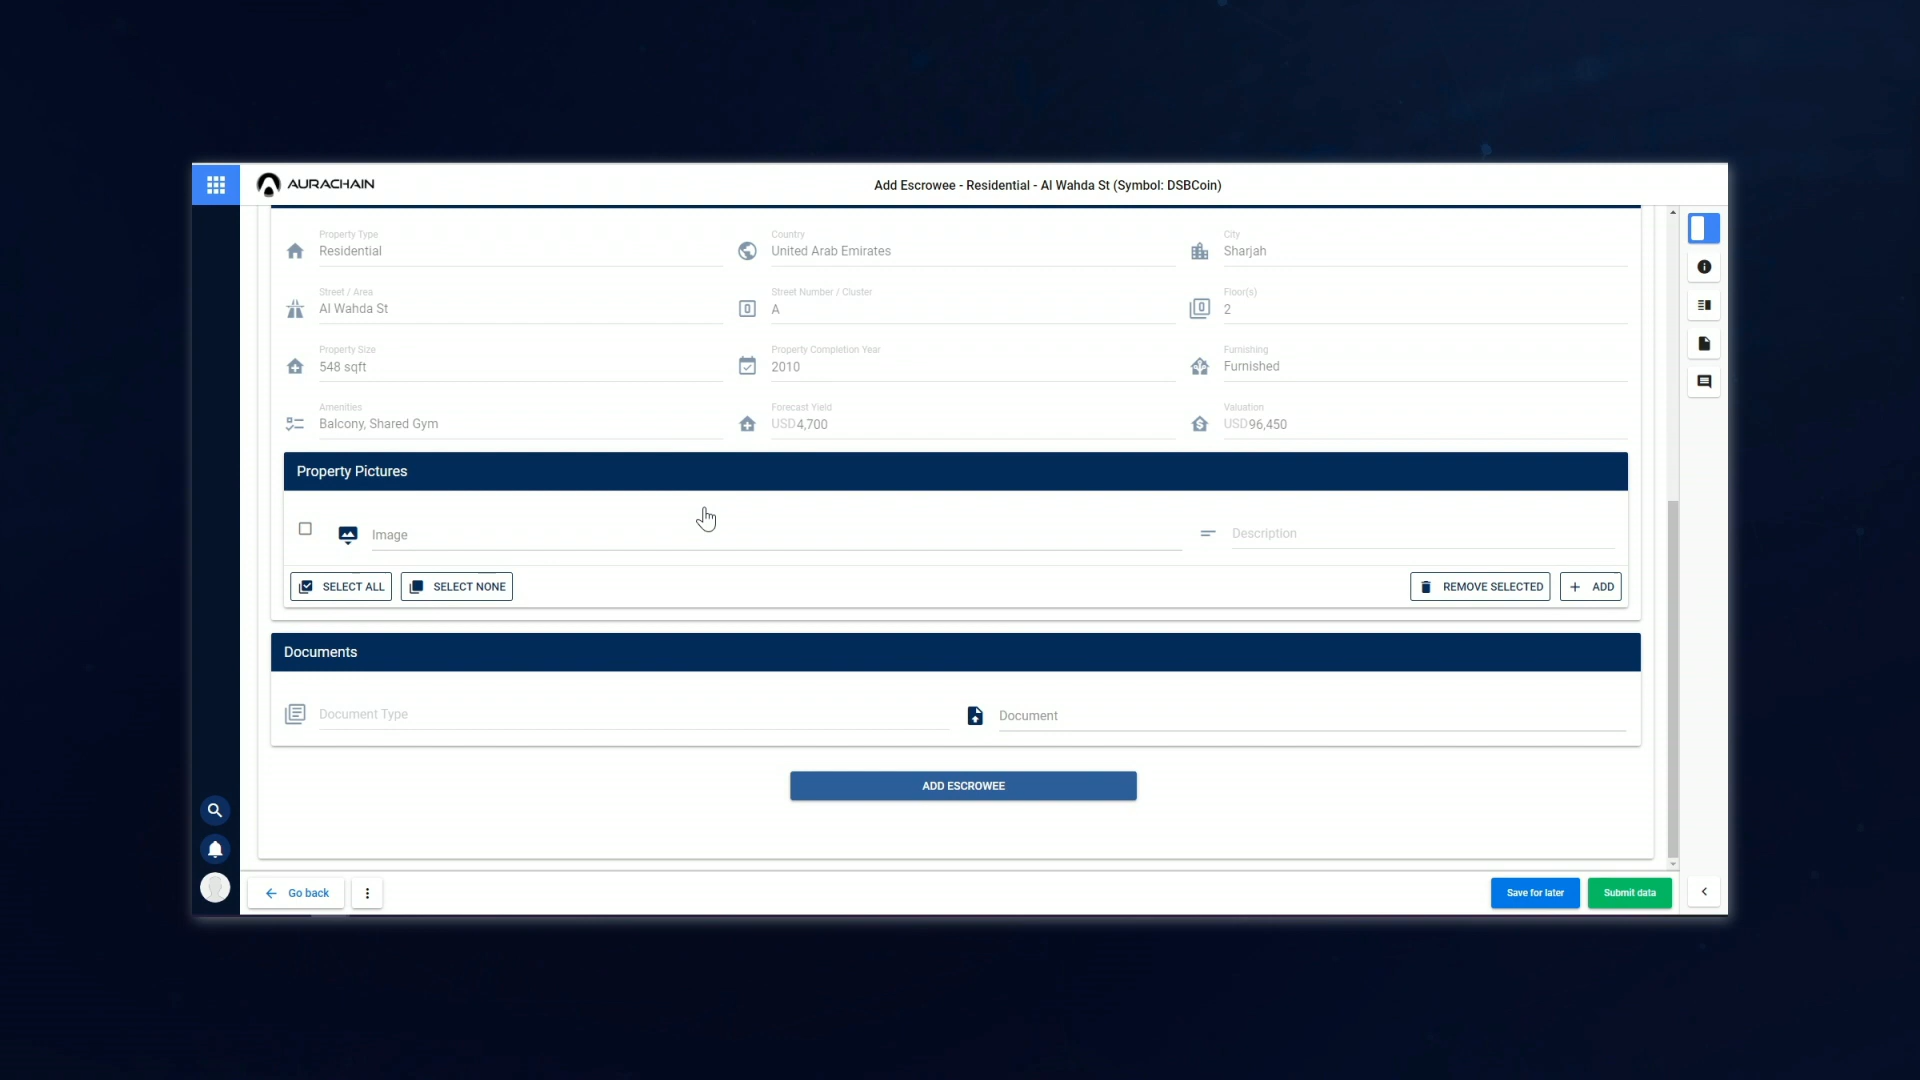 AURACHAIN
Add Escrowee - Residential - Al Wahda St (Symbol: DSBCoin)
Property Type
Residential
Country
United Arab Emirates
City
Sharjah
Street / Area
Al Wahda St
Street Number / Cluster
A
Floor(s)
2
Property Size
548 sqft
Property Completion Year
2010
Furnishing
Furnished
Amenities
Balcony, Shared Gym
Forecast Yield
USD4,700
Valuation
USD96,450
Property Pictures
Image
Description
SELECT ALL
SELECT NONE
REMOVE SELECTED
+ ADD
Documents
Document Type
Document
ADD ESCROWEE
Go back
Save for later
Submit data